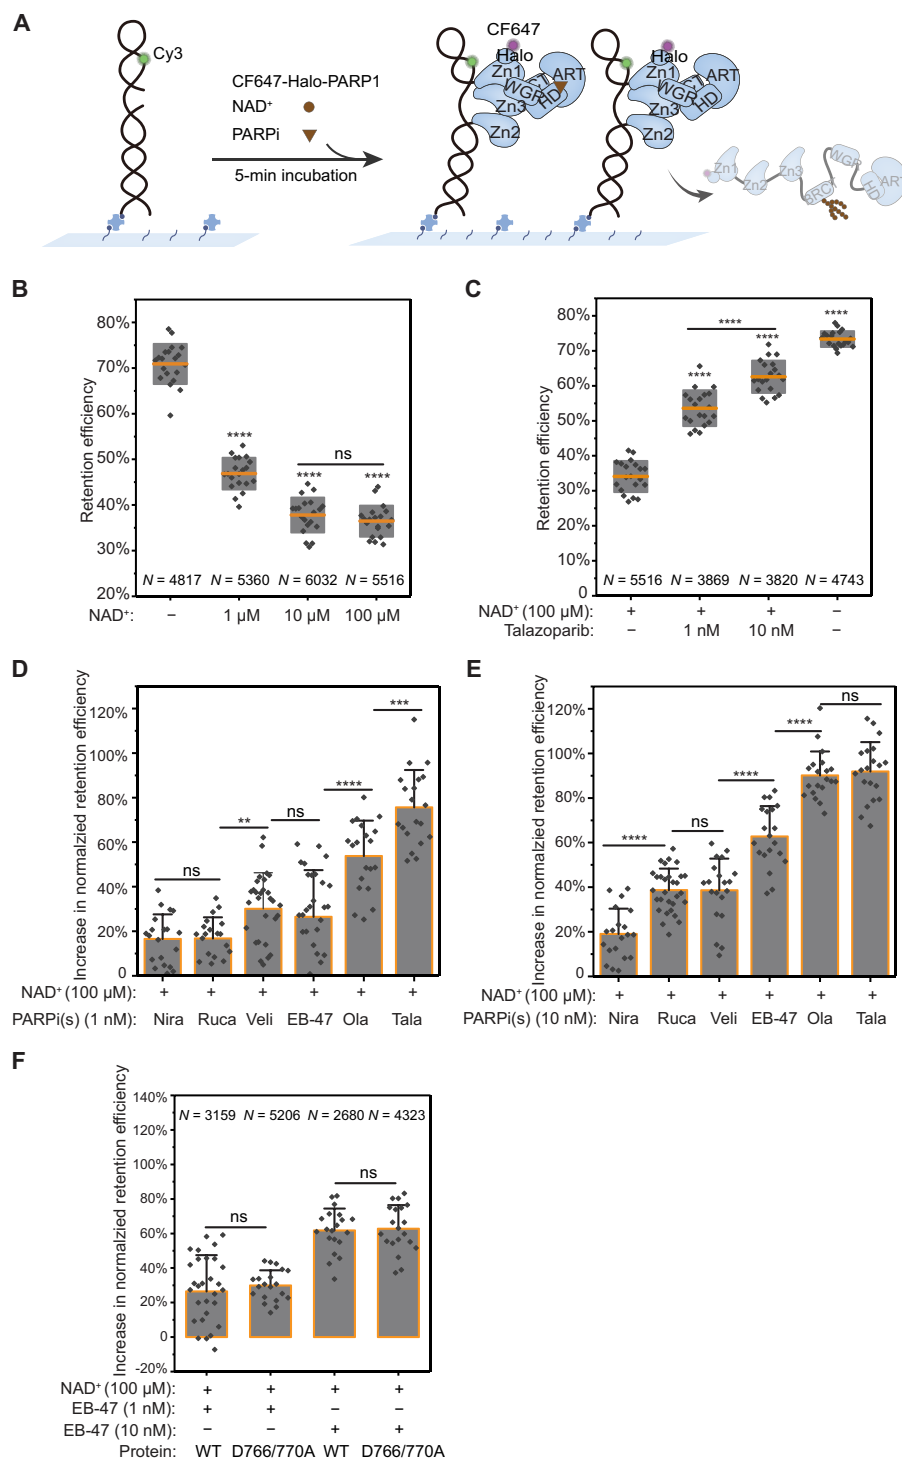 A
Cy3
CF647-Halo-PARP1
NAD⁺
PARPi
5-min incubation
CF647
Halo
Zn1
WGR
ART
HD
Zn3
Zn2
Halo
Zn1
WGR
ART
HD
Zn3
Zn2
Zn1
Zn2
Zn3
BRCT
WGR
HD
ART
B
Retention efficiency
80%
70%
60%
50%
40%
30%
20%
****
ns
**** ****
N = 4817 N = 5360 N = 6032 N = 5516
NAD⁺: – 1 µM 10 µM 100 µM
C
Retention efficiency
80%
70%
60%
50%
40%
30%
20%
10%
0
****
****
****
****
N = 5516 N = 3869 N = 3820 N = 4743
NAD⁺ (100 µM): + + + –
Talazoparib: – 1 nM 10 nM –
D
Increase in normalzied retention efficiency
120%
100%
80%
60%
40%
20%
0
ns
**
ns
****
***
NAD⁺ (100 µM): + + + + + +
PARPi(s) (1 nM): Nira Ruca Veli EB-47 Ola Tala
E
Increase in normalzied retention efficiency
120%
100%
80%
60%
40%
20%
0
****
ns
****
****
ns
NAD⁺ (100 µM): + + + + + +
PARPi(s) (10 nM): Nira Ruca Veli EB-47 Ola Tala
F
Increase in normalzied retention efficiency
140%
120%
100%
80%
60%
40%
20%
0
-20%
N = 3159 N = 5206 N = 2680 N = 4323
ns
ns
NAD⁺ (100 µM): + + + +
EB-47 (1 nM): + + – –
EB-47 (10 nM): – – + +
Protein: WT D766/770A WT D766/770A